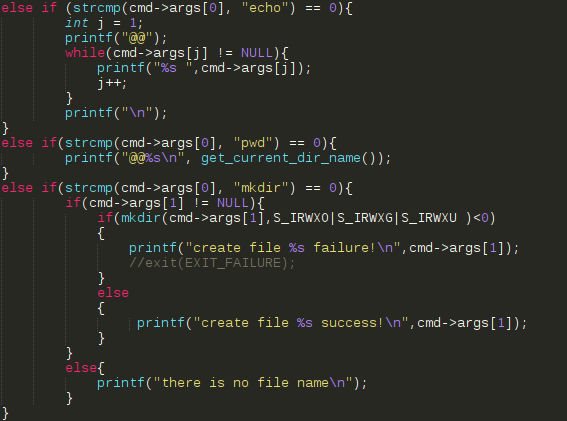 else if (strcmp(cmd->args[0], "echo") == 0){
        int j = 1;
        printf("@@");
        while(cmd->args[j] != NULL){
            printf("%s ",cmd->args[j]);
            j++;
        }
        printf("\n");
}
else if(strcmp(cmd->args[0], "pwd") == 0){
        printf("@@%s\n", get_current_dir_name());
}
else if(strcmp(cmd->args[0], "mkdir") == 0){
        if(cmd->args[1] != NULL){
            if(mkdir(cmd->args[1],S_IRWXO|S_IRWXG|S_IRWXU )<0)
            {
                printf("create file %s failure!\n",cmd->args[1]);
                //exit(EXIT_FAILURE);
            }
            else
            {
                 printf("create file %s success!\n",cmd->args[1]);
            }
        }
        else{
            printf("there is no file name\n");
        }
}